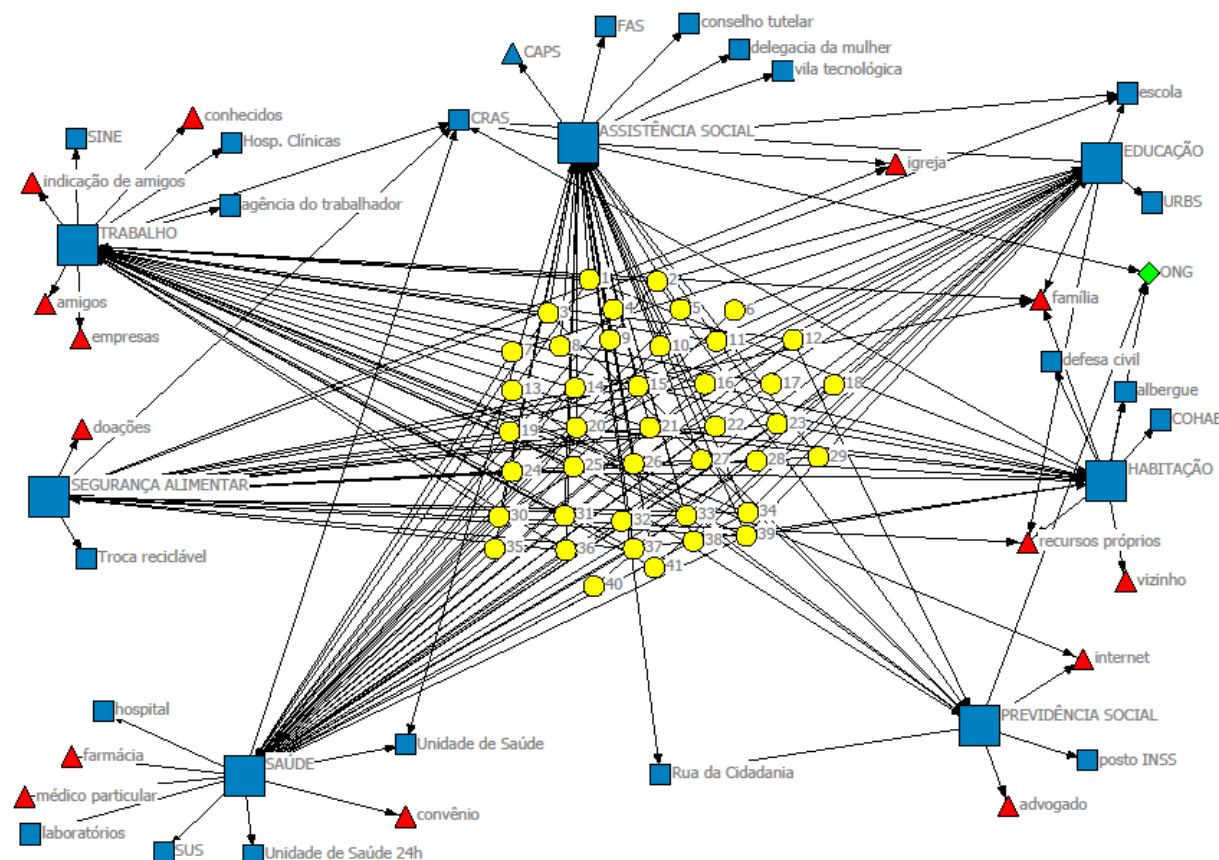 FAS
conselho tutelar
CAPS
delegacia da mulher
vila tecnológica
escola
conhecidos
CRAS
ASSISTÊNCIA SOCIAL
SINE
Hosp. Clínicas
EDUCAÇÃO
igreja
indicação de amigos
agência do trabalhador
URBS
TRABALHO
ONG
1
2
amigos
família
3
4
5
6
empresas
7
8
9
10
11
12
defesa civil
13
14
15
16
17
18
albergue
COHAB
doações
19
20
21
22
23
24
25
26
27
28
29
SEGURANÇA ALIMENTAR
HABITAÇÃO
30
31
32
33
34
Troca reciclável
35
36
37
38
39
recursos próprios
40
41
vizinho
internet
hospital
PREVIDÊNCIA SOCIAL
farmácia
SAÚDE
Unidade de Saúde
Rua da Cidadania
posto INSS
médico particular
convênio
advogado
laboratórios
SUS
Unidade de Saúde 24h